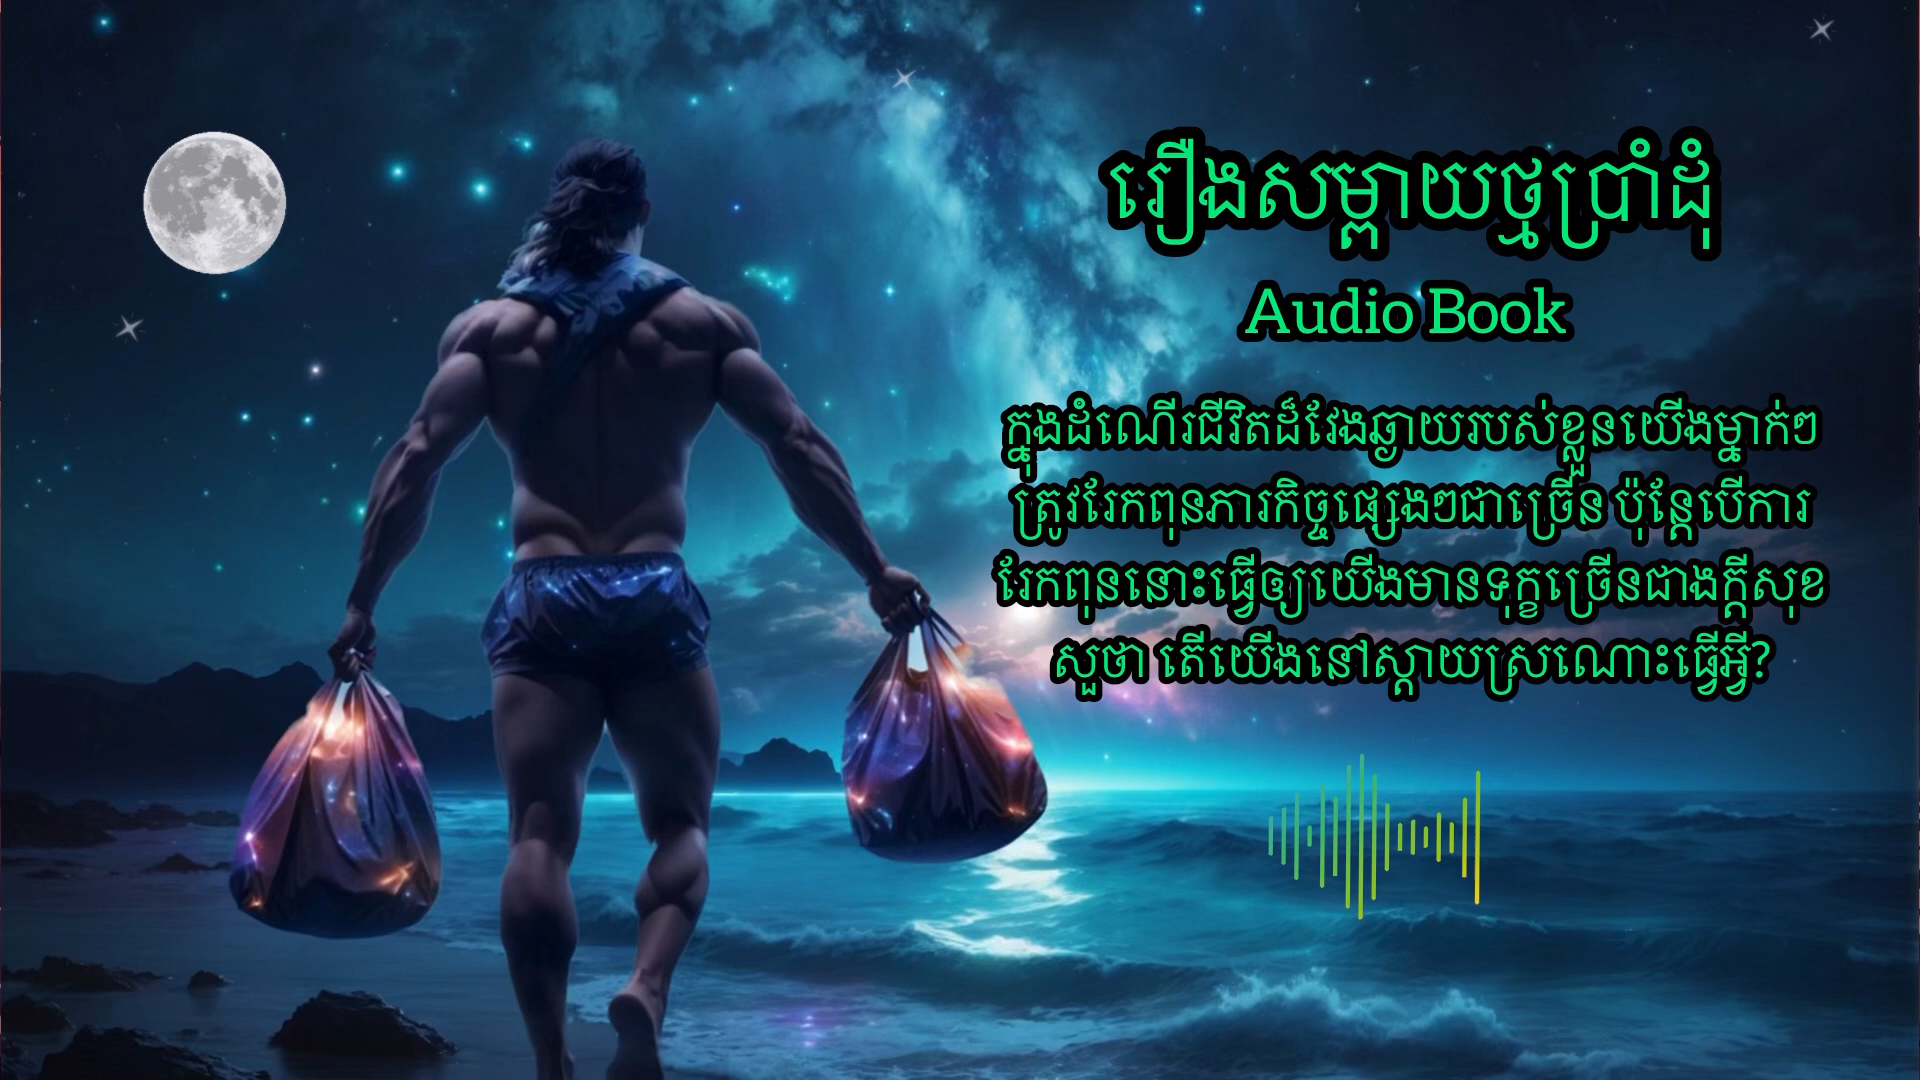 រឿងសម្ពាយថ្មប្រាំដុំ
Audio Book
ក្នុងដំណើរជីវិតដ៏វែងឆ្ងាយរបស់ខ្លួនយើងម្នាក់ៗ
ត្រូវរែកពុនភារកិច្ចផ្សេងៗជាច្រើន ប៉ុន្តែបើការ
រែកពុននោះធ្វើឲ្យយើងមានទុក្ខច្រើនជាងក្ដីសុខ
សួថា តើយើងនៅស្ដាយស្រណោះធ្វើអ្វី?